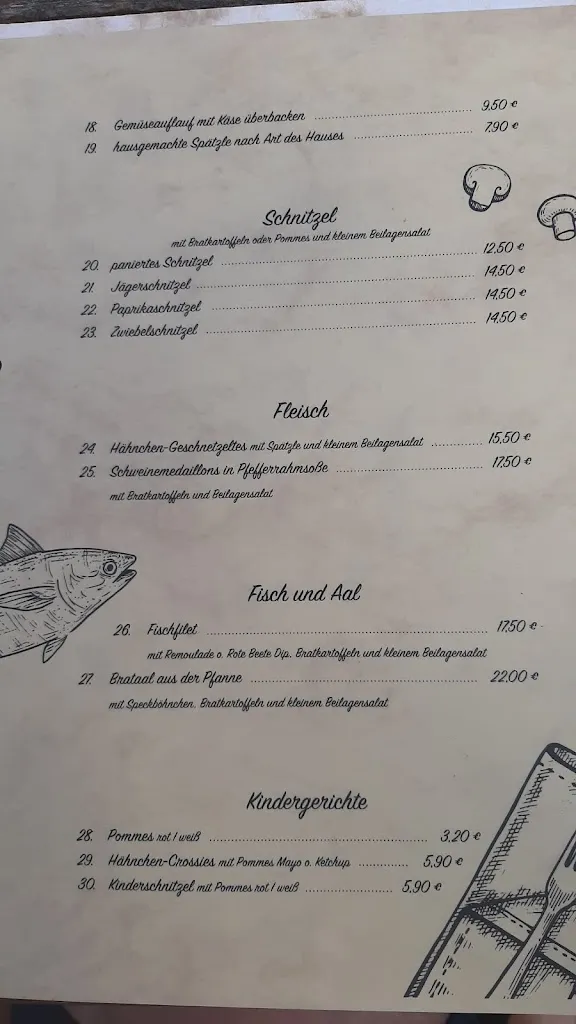 18. Gemüseauflauf mit Käse überbacken 9,50 €
19. hausgemachte Spätzle nach Art des Hauses 7,90 €
Schnitzel
mit Bratkartoffeln oder Pommes und kleinem Beilagensalat
20. paniertes Schnitzel 12,50 €
21. Jägerschnitzel 14,50 €
22. Paprikaschnitzel 14,50 €
23. Zwiebelschnitzel 14,50 €
Fleisch
24. Hähnchen-Geschnetzeltes mit Spätzle und kleinem Beilagensalat 15,50 €
25. Schweinemedaillons in Pfefferrahmsoße 17,50 €
mit Bratkartoffeln und Beilagensalat
Fisch und Aal
26. Fischfilet 17,50 €
mit Remoulade o. Rote Beete Dip, Bratkartoffeln und kleinem Beilagensalat
27. Brataal aus der Pfanne 22,00 €
mit Speckböhnchen, Bratkartoffeln und kleinem Beilagensalat
Kindergerichte
28. Pommes rot / weiß 3,20 €
29. Hähnchen-Crossies mit Pommes Mayo o. Ketchup 5,90 €
30. Kinderschnitzel mit Pommes rot / weiß 5,90 €